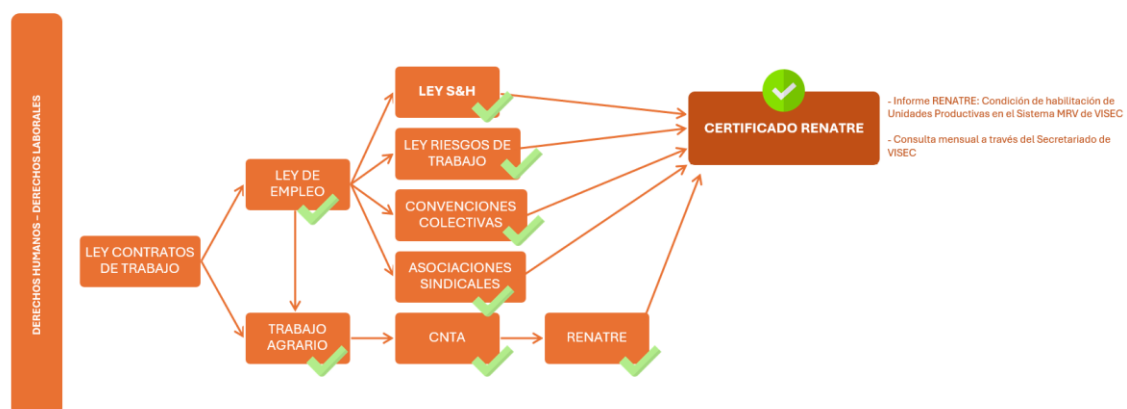 DERECHOS HUMANOS – DERECHOS LABORALES
LEY CONTRATOS
DE TRABAJO
LEY DE
EMPLEO
TRABAJO
AGRARIO
LEY S&H
LEY RIESGOS DE
TRABAJO
CONVENCIONES
COLECTIVAS
ASOCIACIONES
SINDICALES
CNTA
RENATRE
CERTIFICADO RENATRE
- Informe RENATRE: Condición de habilitación de
Unidades Productivas en el Sistema MRV de VISEC
- Consulta mensual a través del Secretariado de
VISEC